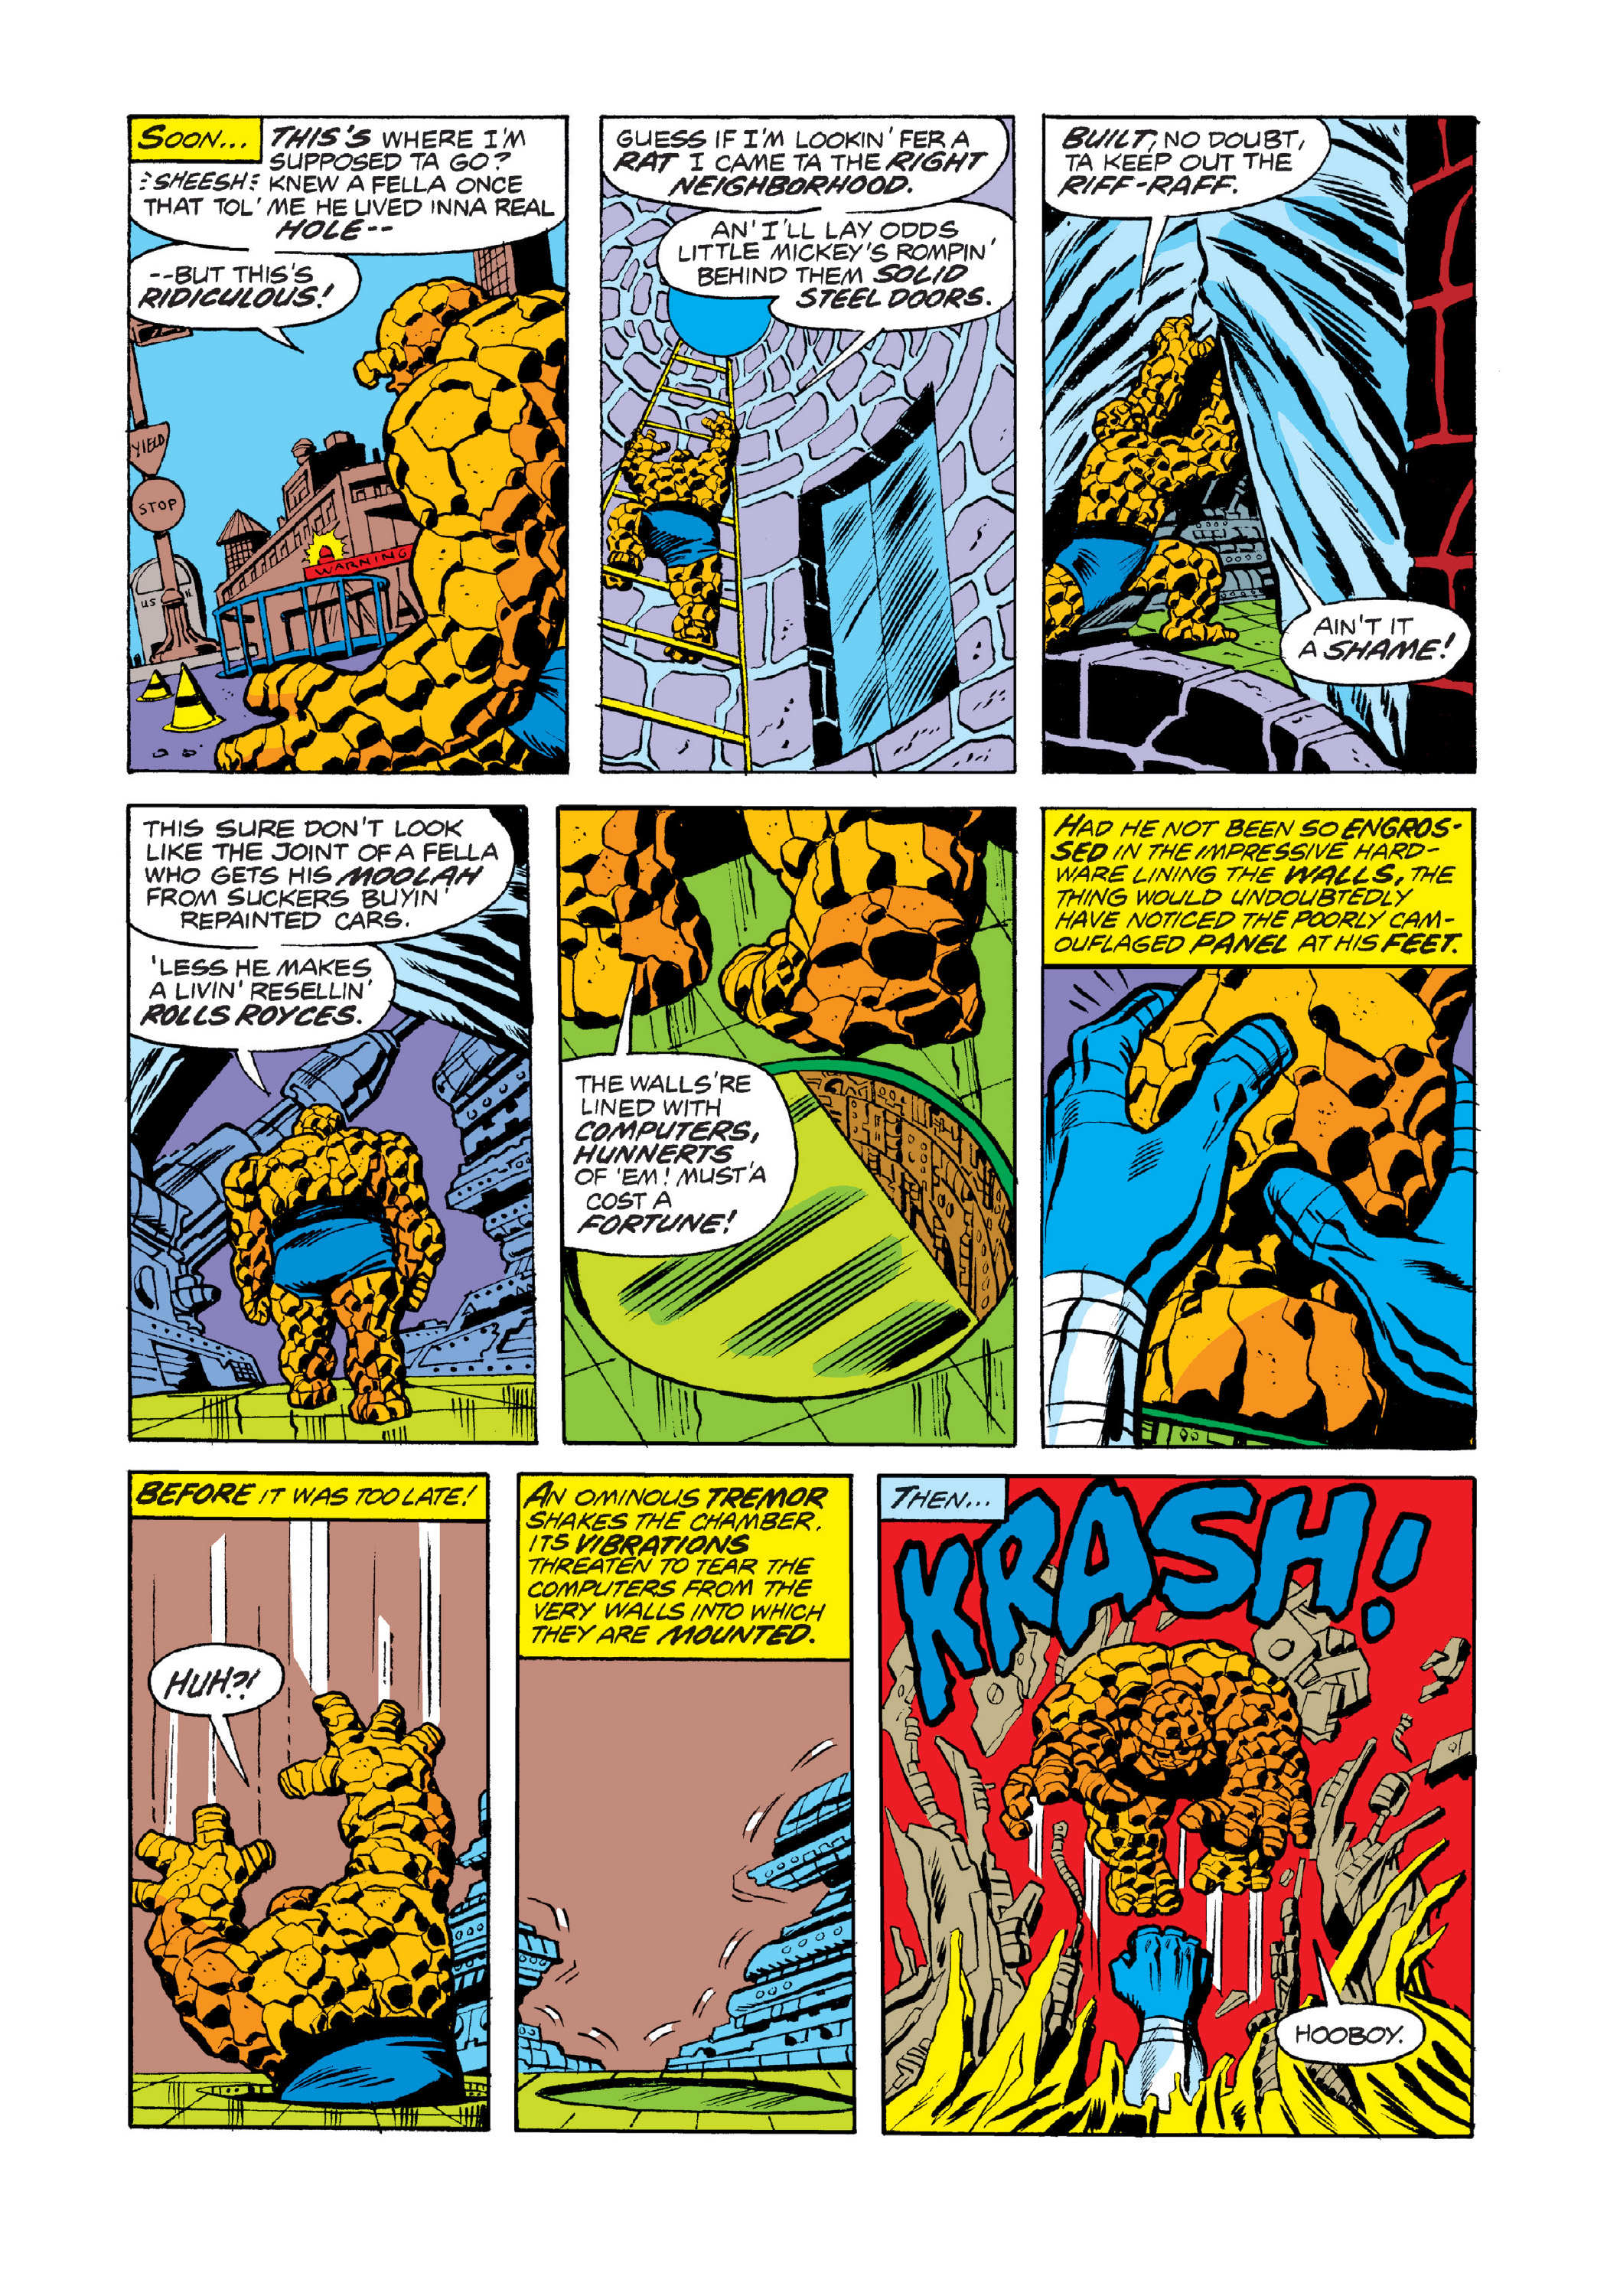 SOON...
THIS'S WHERE I'M
SUPPOSED TA GO?
SHEESH KNEW A FELLA ONCE
THAT TOL' ME HE LIVED INNA REAL
HOLE--
--BUT THIS'S
RIDICULOUS!
YIELD
STOP
WARNING
US
GUESS IF I'M LOOKIN' FER A
RAT I CAME TA THE RIGHT
NEIGHBORHOOD.
AN' I'LL LAY ODDS
LITTLE MICKEY'S ROMPIN'
BEHIND THEM SOLID
STEEL DOORS.
BUILT, NO DOUBT,
TA KEEP OUT THE
RIFF-RAFF.
AIN'T IT
A SHAME!
THIS SURE DON'T LOOK
LIKE THE JOINT OF A FELLA
WHO GETS HIS MOOLAH
FROM SUCKERS BUYIN'
REPAINTED CARS.
'LESS HE MAKES
A LIVIN' RESELLIN'
ROLLS ROYCES.
THE WALLS'RE
LINED WITH
COMPUTERS,
HUNNERTS
OF 'EM! MUST'A
COST A
FORTUNE!
HAD HE NOT BEEN SO ENGROS-
SED IN THE IMPRESSIVE HARD-
WARE LINING THE WALLS, THE
THING WOULD UNDOUBTEDLY
HAVE NOTICED THE POORLY CAM-
OUFLAGED PANEL AT HIS FEET.
BEFORE IT WAS TOO LATE!
HUH?!
AN OMINOUS TREMOR
SHAKES THE CHAMBER.
ITS VIBRATIONS
THREATEN TO TEAR THE
COMPUTERS FROM THE
VERY WALLS INTO WHICH
THEY ARE MOUNTED.
THEN...
KRASH!
HOOBOY.